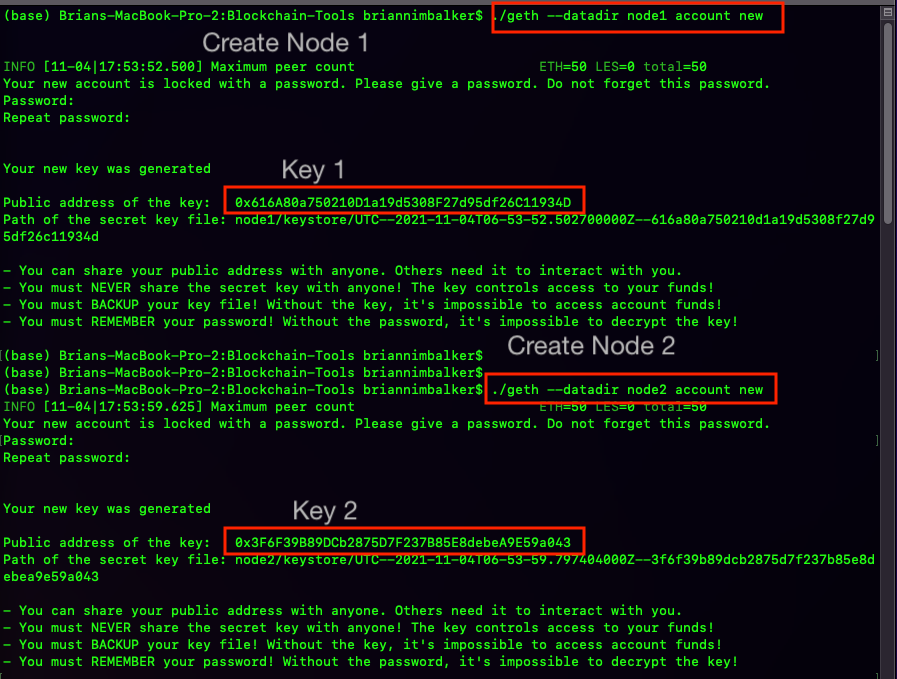 (base) Brians-MacBook-Pro-2:Blockchain-Tools briannimbalker$ ./geth --datadir node1 account new
Create Node 1
INFO [11-04|17:53:52.500] Maximum peer count ETH=50 LES=0 total=50
Your new account is locked with a password. Please give a password. Do not forget this password.
Password:
Repeat password:
Your new key was generated
Key 1
Public address of the key: 0x616A80a750210D1a19d5308F27d95df26C11934D
Path of the secret key file: node1/keystore/UTC--2021-11-04T06-53-52.502700000Z--616a80a750210d1a19d5308f27d9
5df26c11934d
- You can share your public address with anyone. Others need it to interact with you.
- You must NEVER share the secret key with anyone! The key controls access to your funds!
- You must BACKUP your key file! Without the key, it's impossible to access account funds!
- You must REMEMBER your password! Without the password, it's impossible to decrypt the key!
Create Node 2
[(base) Brians-MacBook-Pro-2:Blockchain-Tools briannimbalker$ ]
(base) Brians-MacBook-Pro-2:Blockchain-Tools briannimbalker$
(base) Brians-MacBook-Pro-2:Blockchain-Tools briannimbalker$ ./geth --datadir node2 account new
INFO [11-04|17:53:59.625] Maximum peer count ETH=50 LES=0 total=50
Your new account is locked with a password. Please give a password. Do not forget this password.
[Password: ]
Repeat password:
Your new key was generated
Key 2
Public address of the key: 0x3F6F39B89DCb2875D7F237B85E8debeA9E59a043
Path of the secret key file: node2/keystore/UTC--2021-11-04T06-53-59.797404000Z--3f6f39b89dcb2875d7f237b85e8d
ebea9e59a043
- You can share your public address with anyone. Others need it to interact with you.
- You must NEVER share the secret key with anyone! The key controls access to your funds!
- You must BACKUP your key file! Without the key, it's impossible to access account funds!
- You must REMEMBER your password! Without the password, it's impossible to decrypt the key!